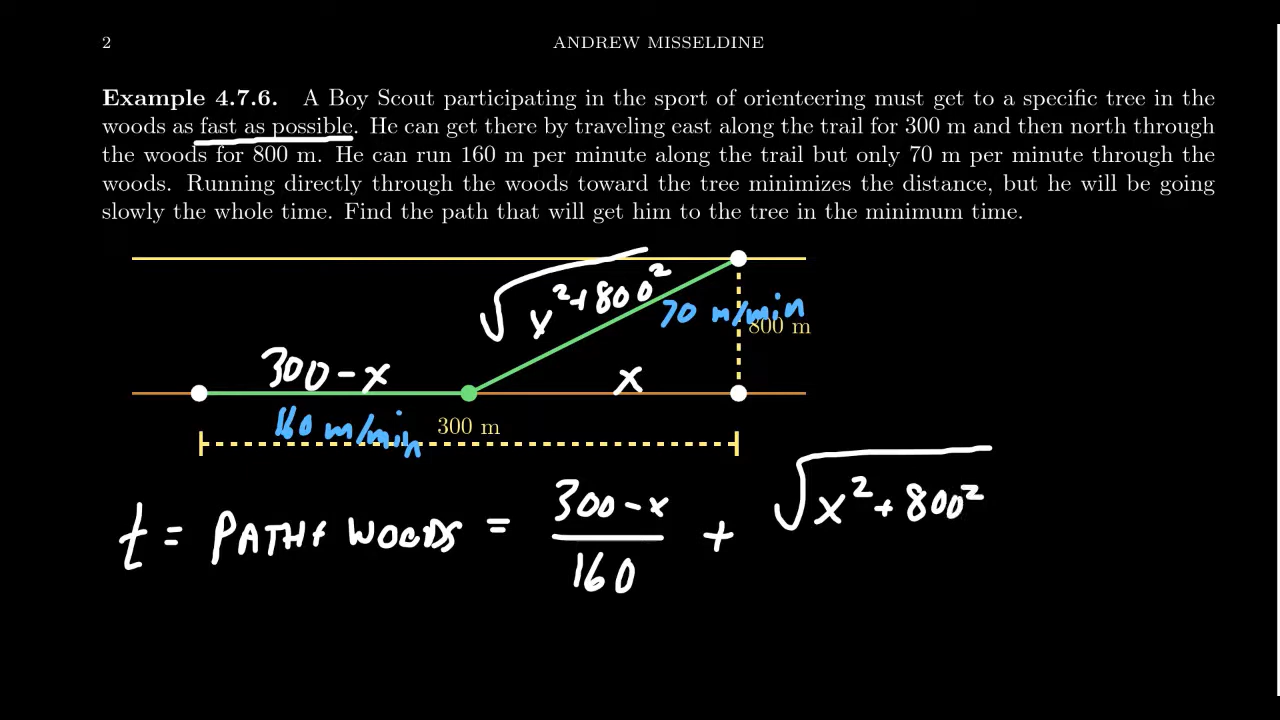 2 ANDREW MISSELDINE
Example 4.7.6. A Boy Scout participating in the sport of orienteering must get to a specific tree in the
woods as fast as possible. He can get there by traveling east along the trail for 300 m and then north through
the woods for 800 m. He can run 160 m per minute along the trail but only 70 m per minute through the
woods. Running directly through the woods toward the tree minimizes the distance, but he will be going
slowly the whole time. Find the path that will get him to the tree in the minimum time.
√(x²+800²)
70 m/min
800 m
300-x
x
160 m/min
300 m
t = PATH + WOODS = (300-x)/160 + √(x²+800²)